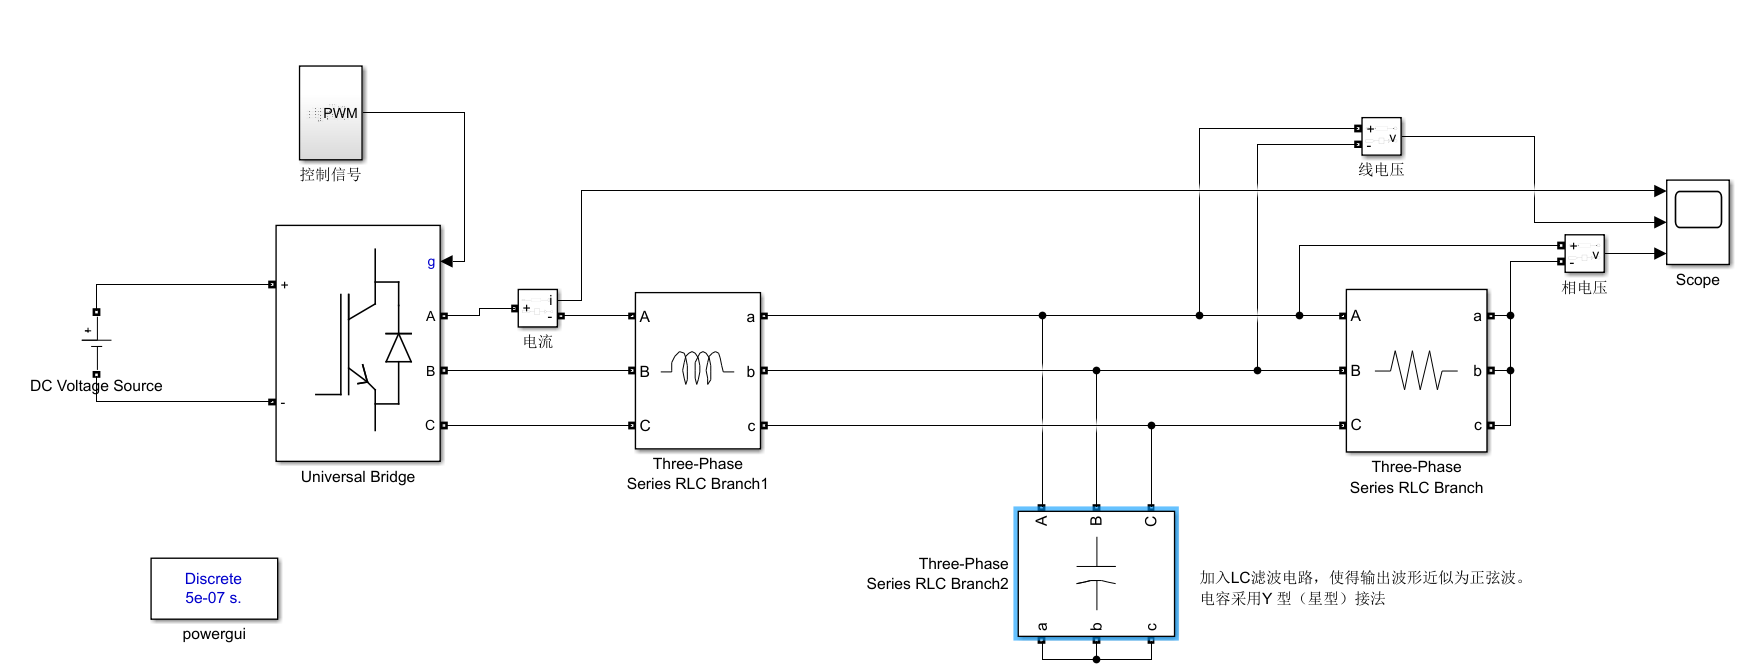 PWM
控制信号
g
+
A
B
C
-
Universal Bridge
+
DC Voltage Source
i
+
-
电流
A
B
C
a
b
c
Three-Phase
Series RLC Branch1
+
-
v
线电压
+
-
v
相电压
Scope
A
B
C
a
b
c
Three-Phase
Series RLC Branch
A
B
C
a
b
c
Three-Phase
Series RLC Branch2
加入LC滤波电路，使得输出波形近似为正弦波。
电容采用Y 型（星型）接法
Discrete
5e-07 s.
powergui